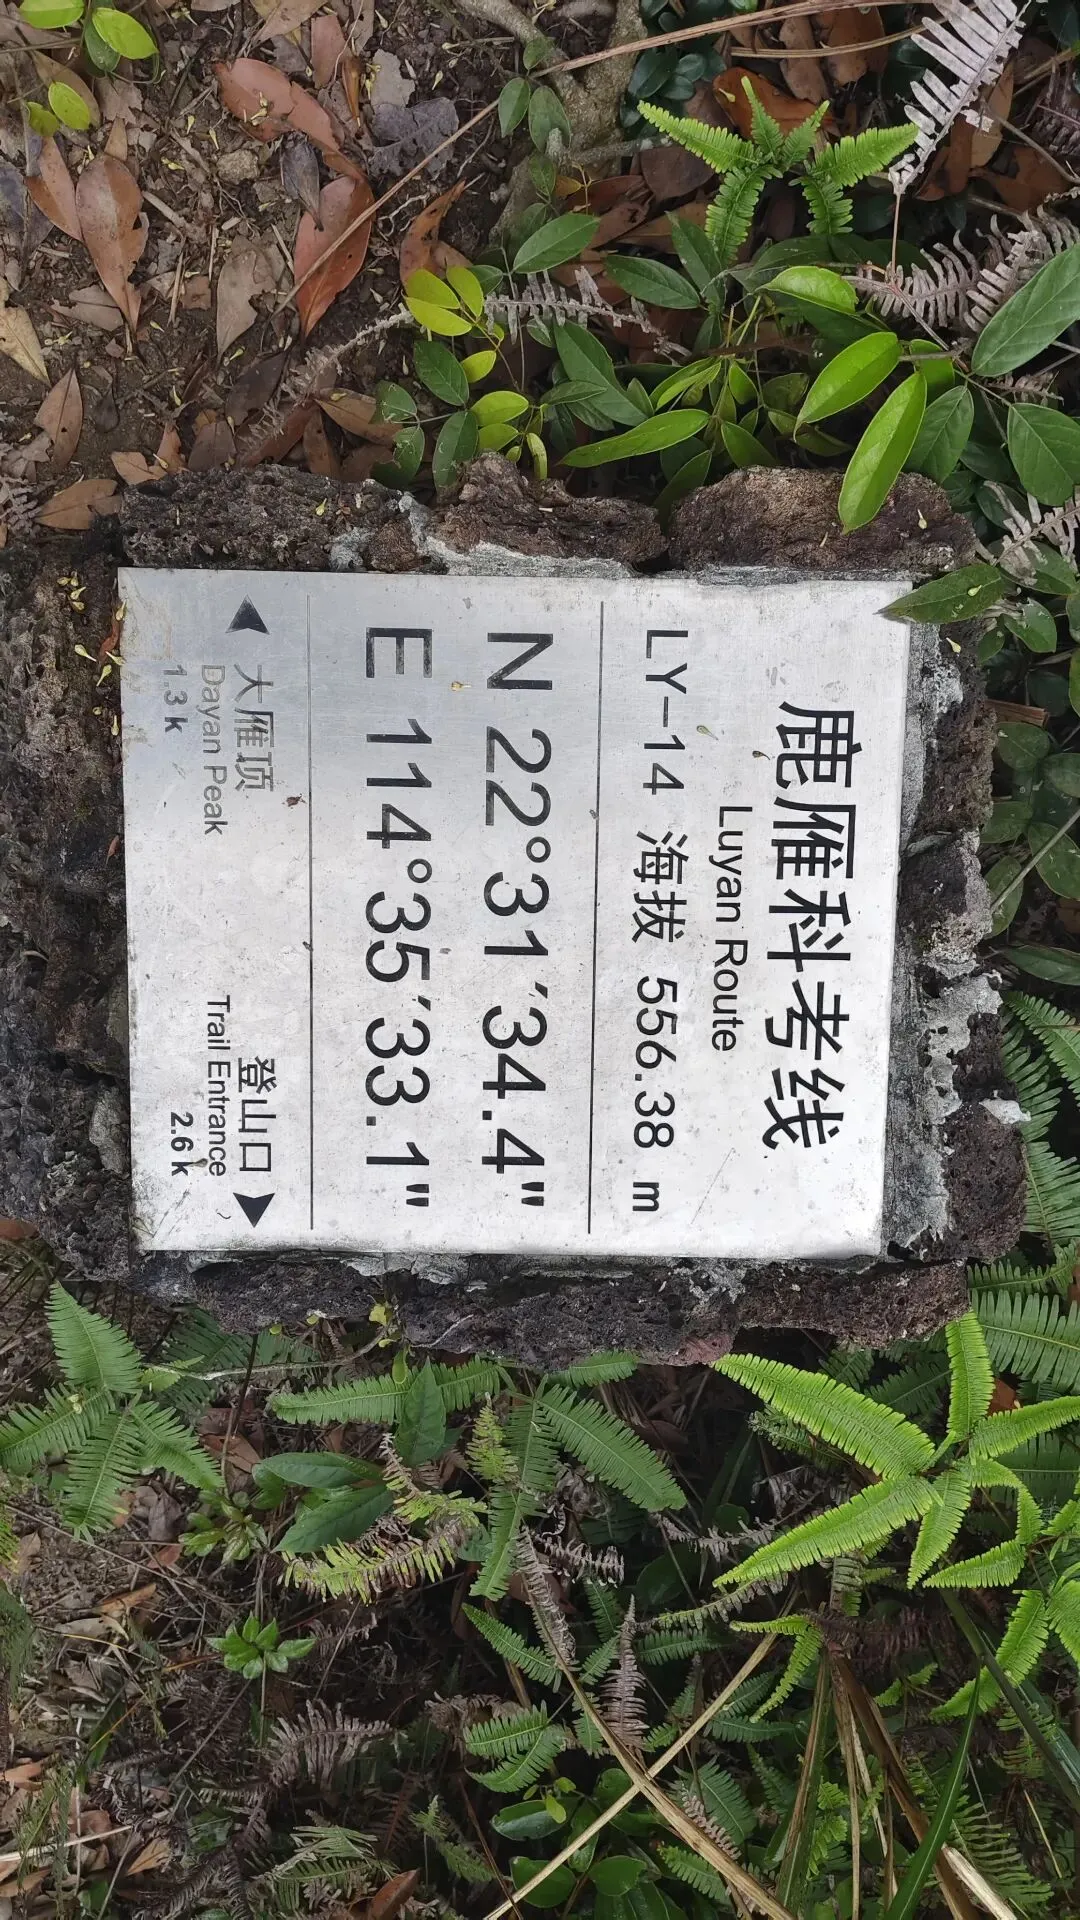 鹿雁科考线
Luyan Route
LY-14 海拔 556.38 m
N 22°31′34.4"
E 114°35′33.1"
◀ 大雁顶
Dayan Peak
1.3 k
登山口 ▶
Trail Entrance
2.6 k